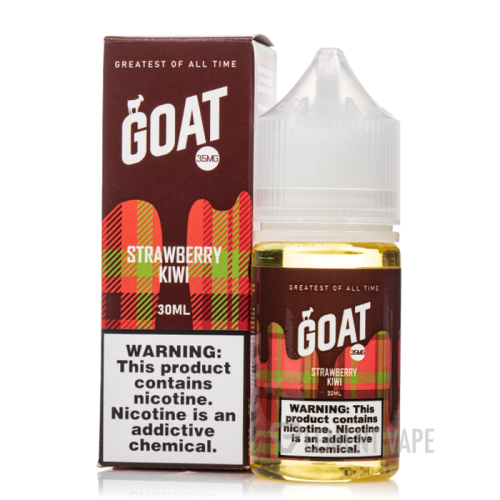 GREATEST OF ALL TIME
GOAT
35MG
STRAWBERRY
KIWI
30ML
WARNING:
This product
contains
nicotine.
Nicotine is an
addictive
chemical.
GREATEST OF ALL TIME
GOAT
35MG
STRAWBERRY
KIWI
30ML
WARNING: This product
contains nicotine. Nicotine
is an addictive chemical.
VAPE